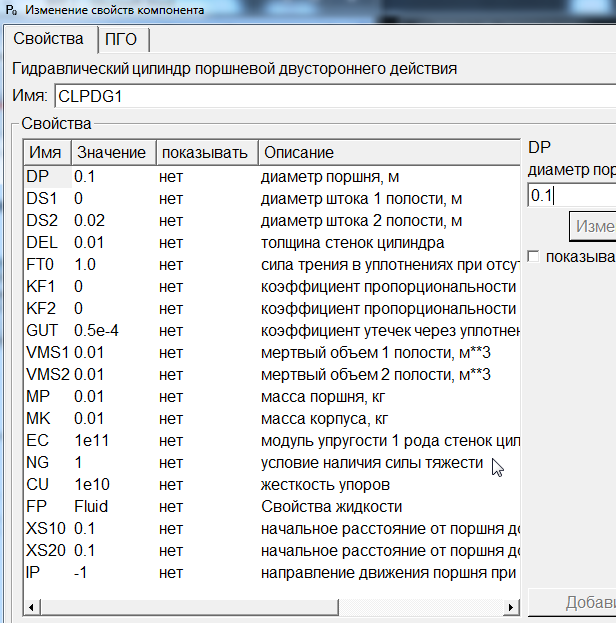 Изменение свойств компонента
Свойства ПГО
Гидравлический цилиндр поршневой двустороннего действия
Имя: CLPDG1
Свойства
Имя Значение показывать Описание
DP 0.1 нет диаметр поршня, м
DS1 0 нет диаметр штока 1 полости, м
DS2 0.02 нет диаметр штока 2 полости, м
DEL 0.01 нет толщина стенок цилиндра
FT0 1.0 нет сила трения в уплотнениях при отсут
KF1 0 нет коэффициент пропорциональности
KF2 0 нет коэффициент пропорциональности
GUT 0.5e-4 нет коэффициент утечек через уплотнен
VMS1 0.01 нет мертвый объем 1 полости, м**3
VMS2 0.01 нет мертвый объем 2 полости, м**3
MP 0.01 нет масса поршня, кг
MK 0.01 нет масса корпуса, кг
EC 1e11 нет модуль упругости 1 рода стенок цил
NG 1 нет условие наличия силы тяжести
CU 1e10 нет жесткость упоров
FP Fluid нет Свойства жидкости
XS10 0.1 нет начальное расстояние от поршня до
XS20 0.1 нет начальное расстояние от поршня до
IP -1 нет направление движения поршня при
DP
диаметр пор
0.1
Изме
показыва
Добави